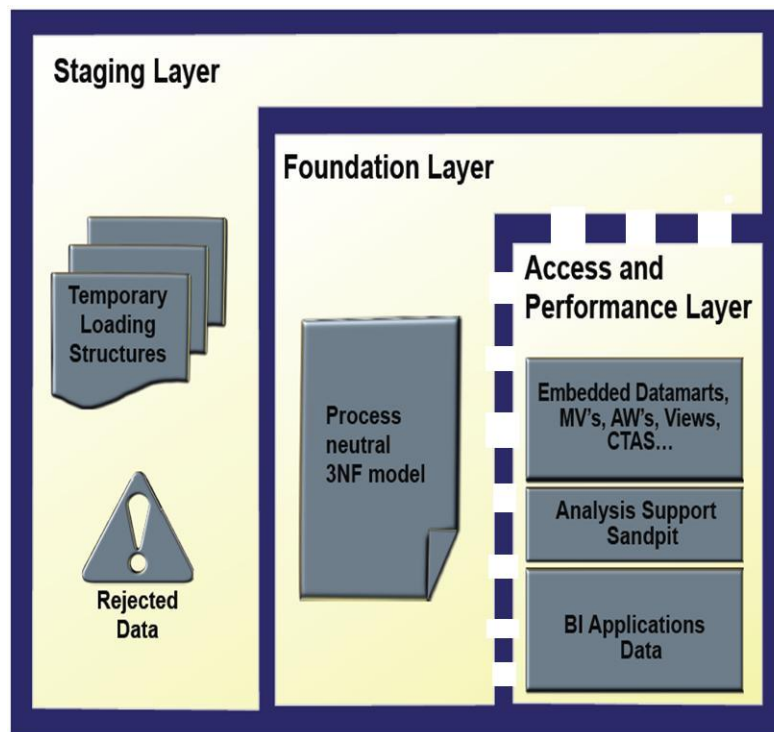 Staging Layer
Temporary
Loading
Structures
Rejected
Data
Foundation Layer
Process
neutral
3NF model
Access and
Performance Layer
Embedded Datamarts,
MV's, AW's, Views,
CTAS...
Analysis Support
Sandpit
BI Applications
Data